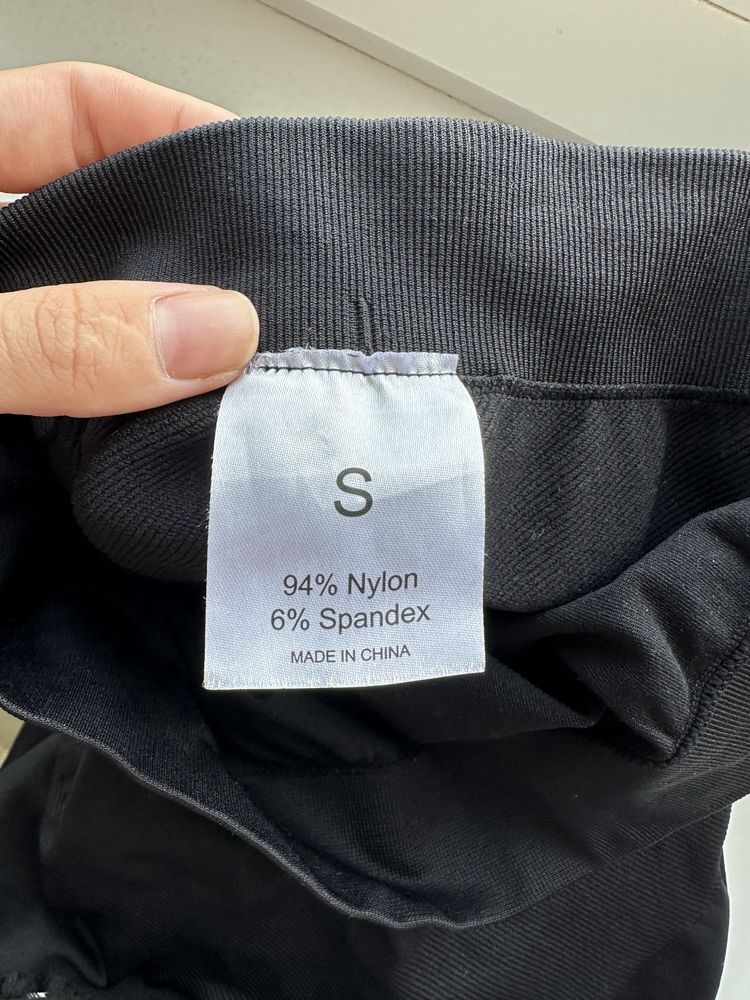 S
94% Nylon
6% Spandex
MADE IN CHINA